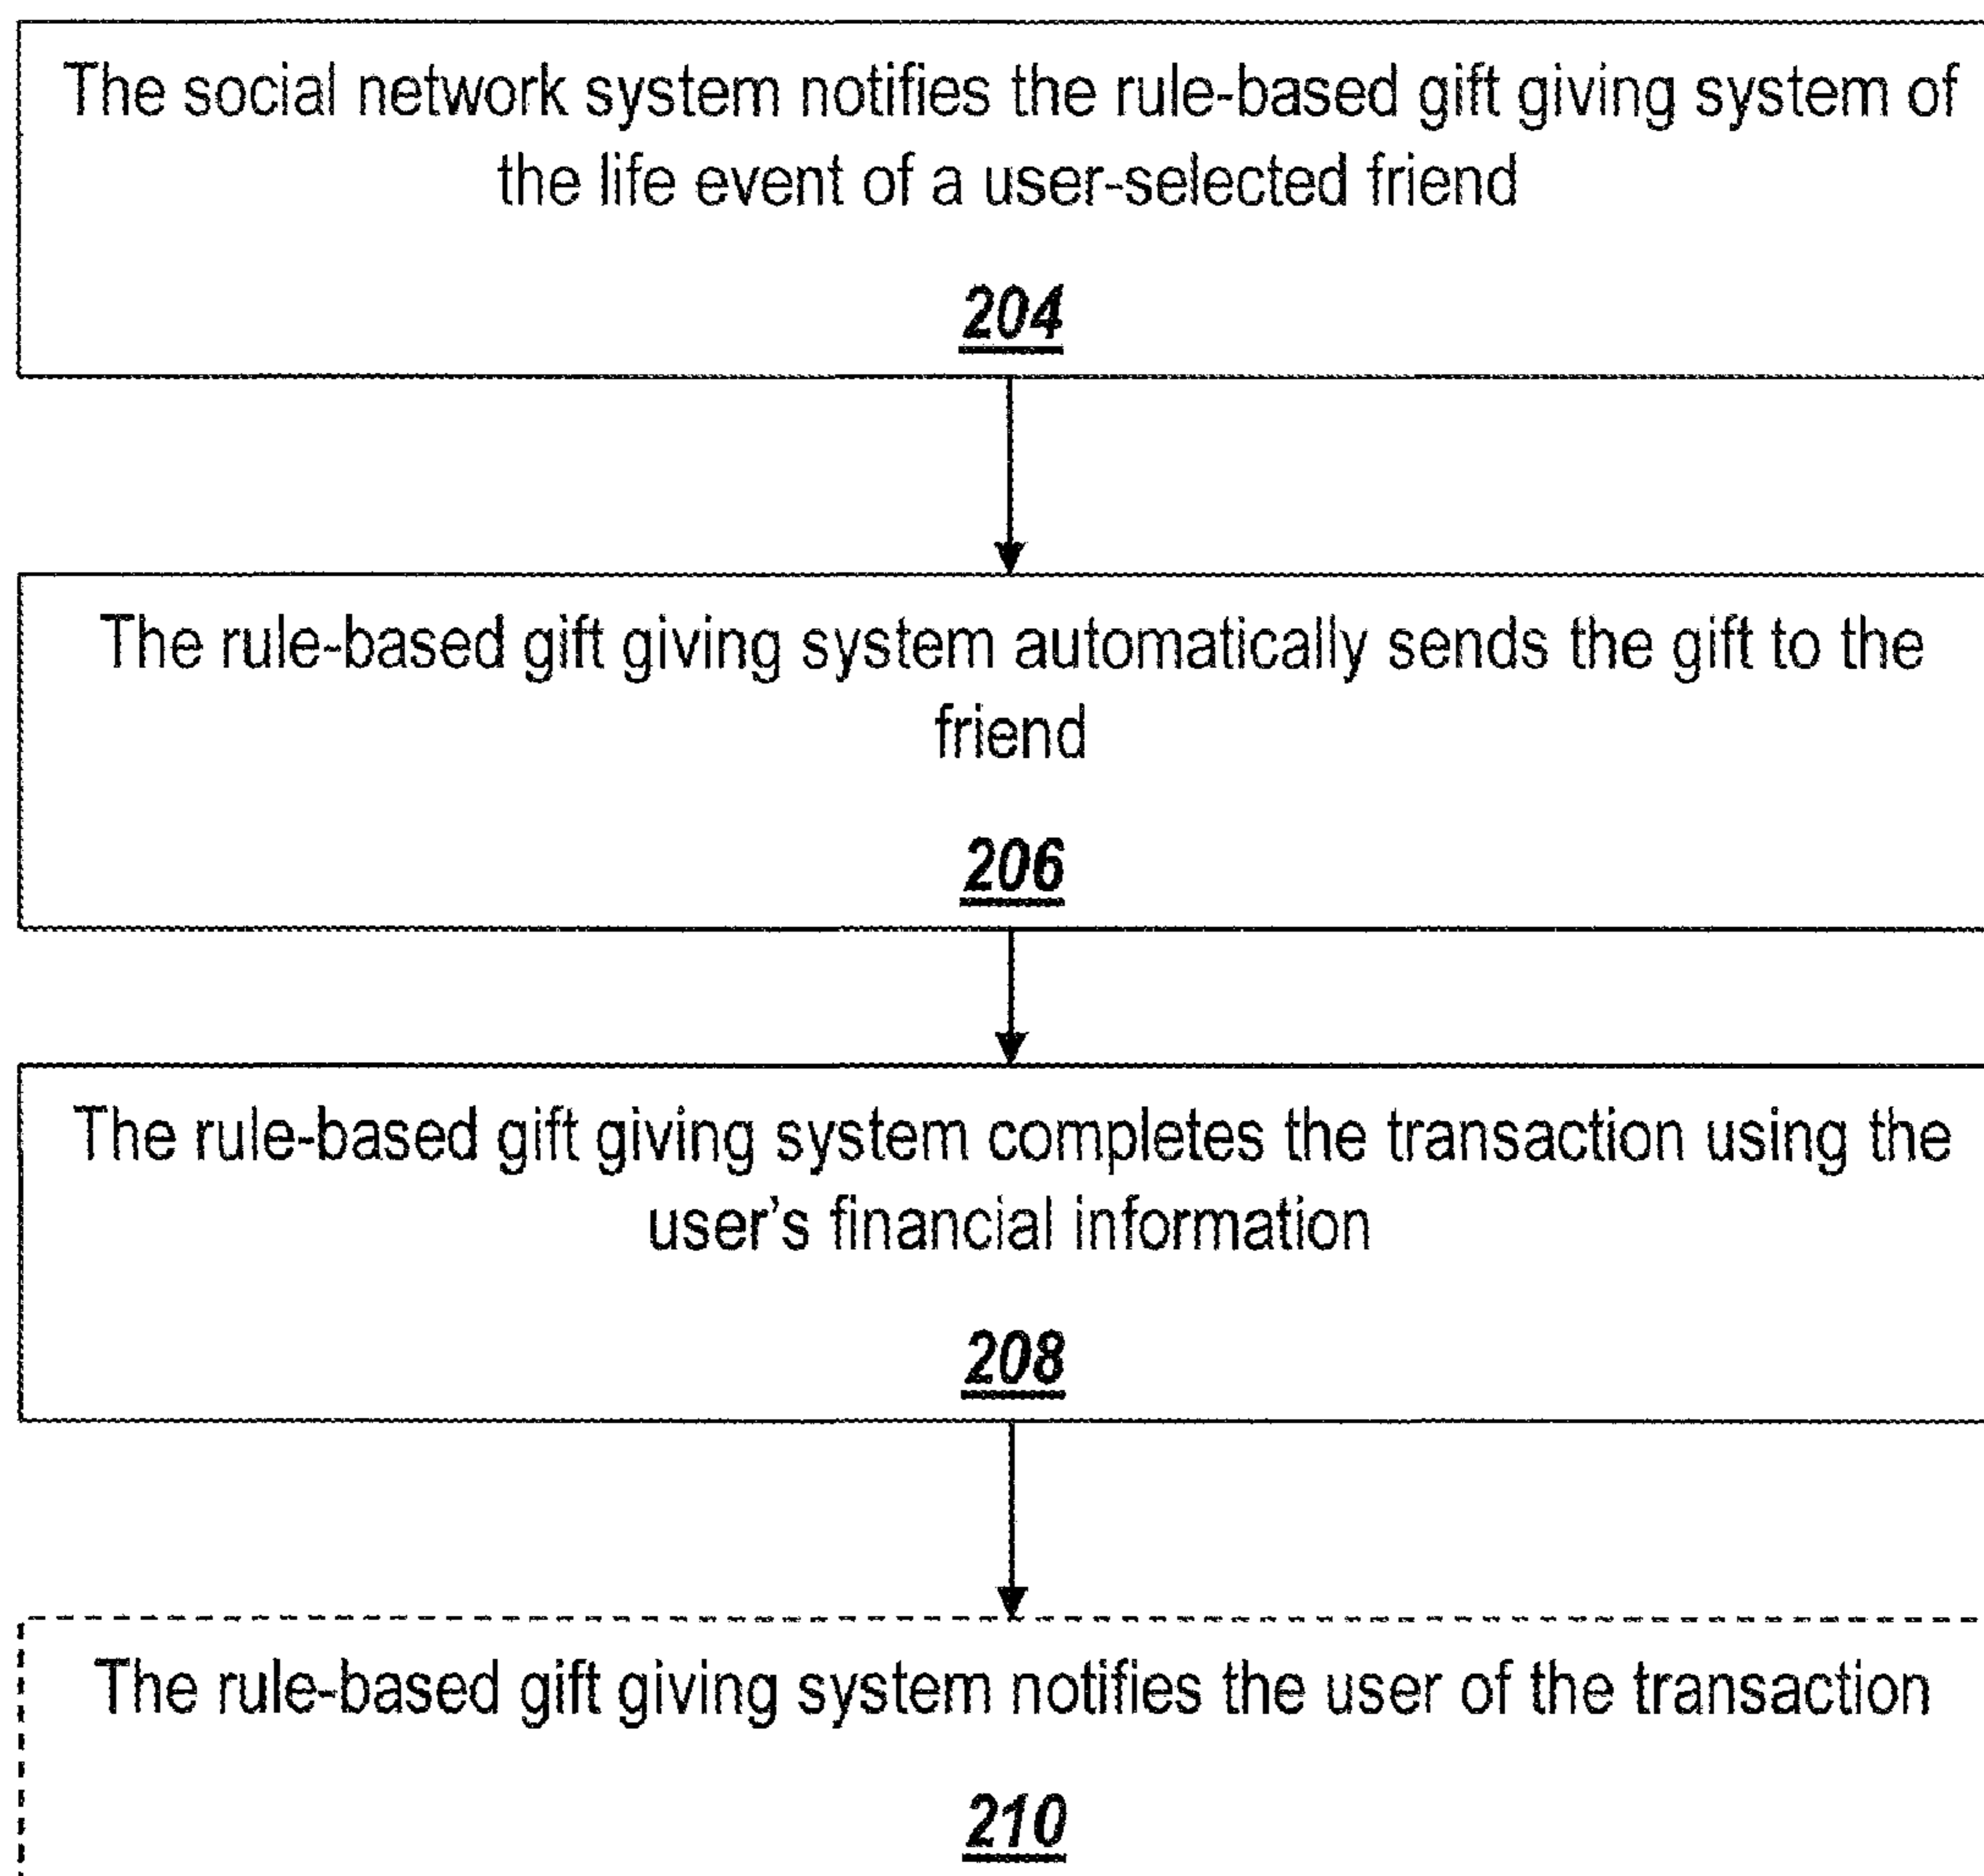 The social network system notifies the rule-based gift giving system of
the life event of a user-selected friend
204
The rule-based gift giving system automatically sends the gift to the
friend
206
The rule-based gift giving system completes the transaction using the
user's financial information
208
The rule-based gift giving system notifies the user of the transaction
210